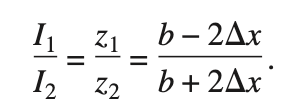 I₁/I₂ = z₁/z₂ = (b − 2Δx)/(b + 2Δx).